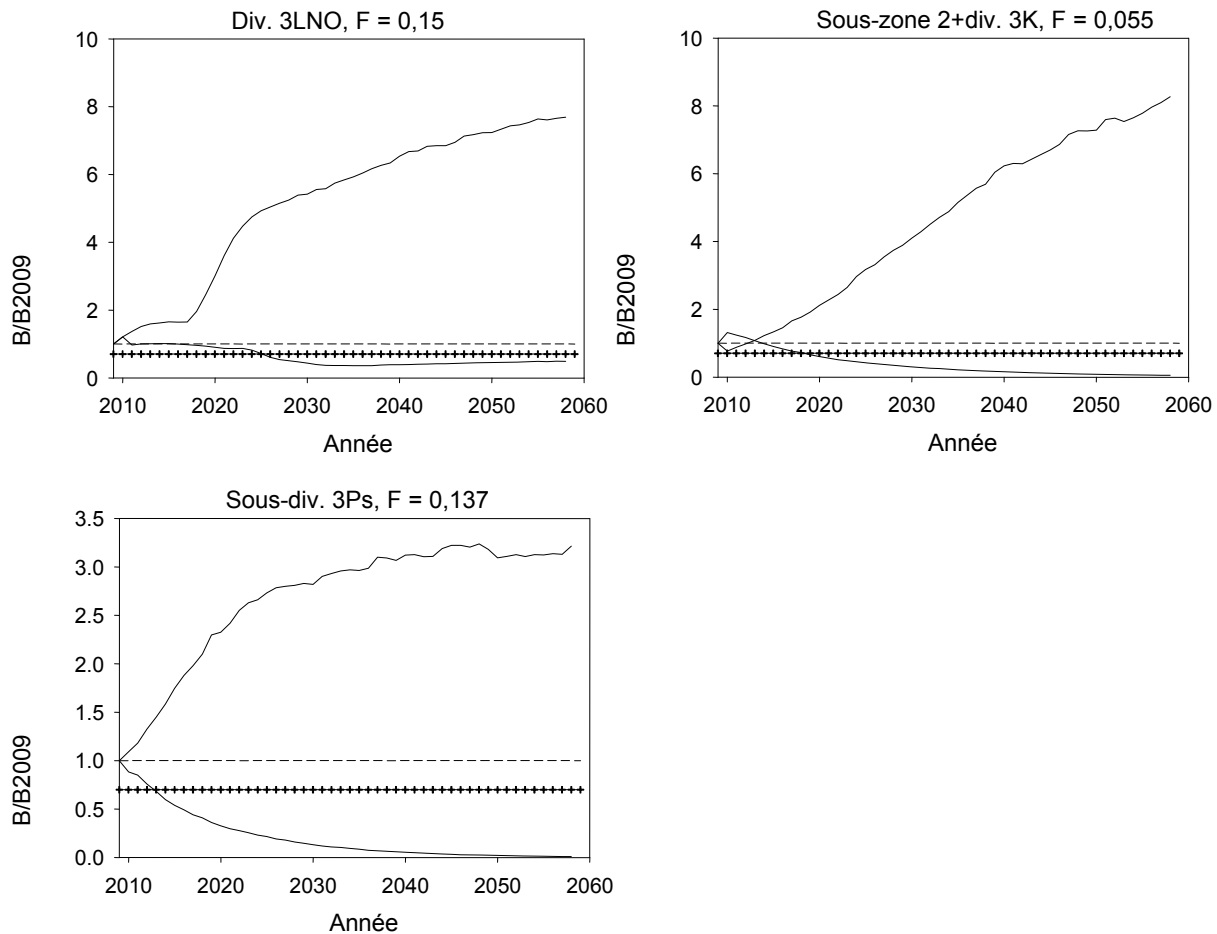 Div. 3LNO, F = 0,15
10
8
6
4
2
0
B/B2009
2010 2020 2030 2040 2050 2060
Année
Sous-zone 2+div. 3K, F = 0,055
10
8
6
4
2
0
B/B2009
2010 2020 2030 2040 2050 2060
Année
Sous-div. 3Ps, F = 0,137
3.5
3.0
2.5
2.0
1.5
1.0
0.5
0.0
B/B2009
2010 2020 2030 2040 2050 2060
Année